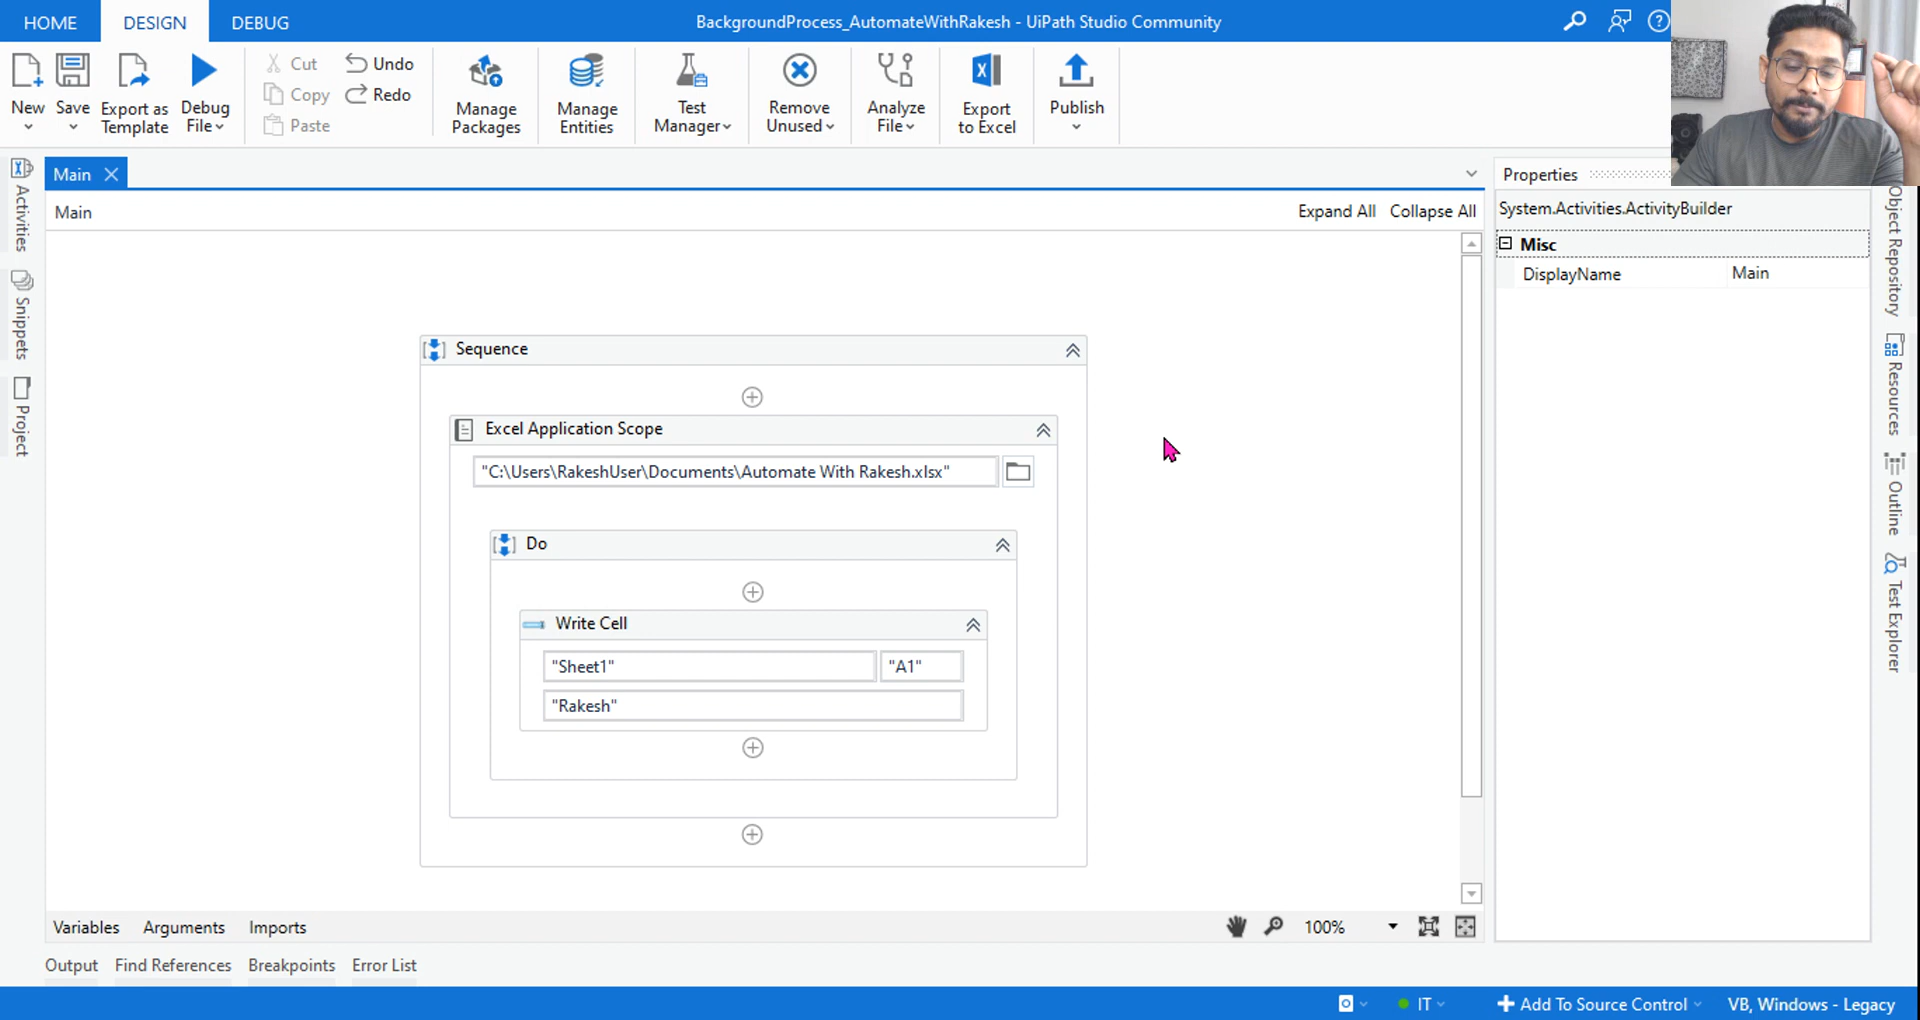 HOME DESIGN DEBUG BackgroundProcess_AutomateWithRakesh - UiPath Studio Community
New
Save
Export as
Template
Debug
File
Cut
Copy
Paste
Undo
Redo
Manage
Packages
Manage
Entities
Test
Manager
Remove
Unused
Analyze
File
Export
to Excel
Publish
Activities
Snippets
Project
Main
Main
Expand All Collapse All
Sequence
Excel Application Scope
"C:\Users\RakeshUser\Documents\Automate With Rakesh.xlsx"
Do
Write Cell
"Sheet1" "A1"
"Rakesh"
Variables Arguments Imports
100%
Properties
System.Activities.ActivityBuilder
Misc
DisplayName Main
Object Repository
Resources
Outline
Test Explorer
Output Find References Breakpoints Error List
IT Add To Source Control VB, Windows - Legacy